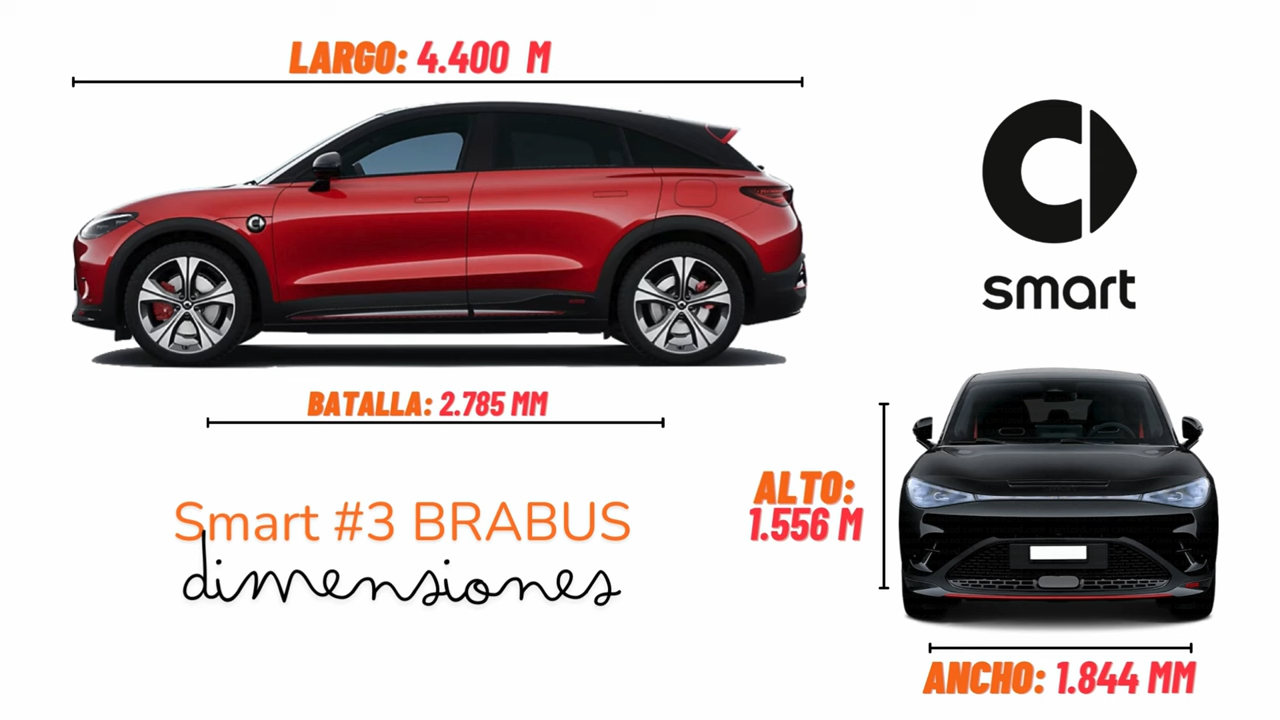 LARGO: 4.400 M
smart
BATALLA: 2.785 MM
ALTO:
1.556 M
Smart #3 BRABUS
dimensiones
ANCHO: 1.844 MM